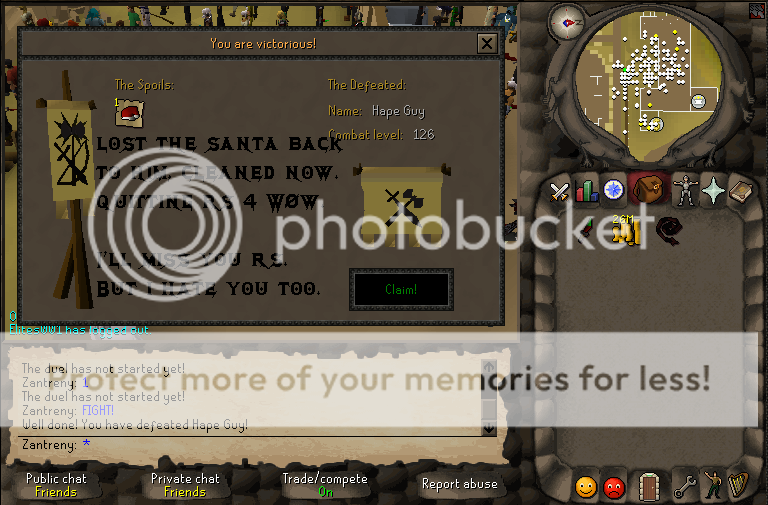 You are victorious!
The Spoils:
1
The Defeated:
Name: Hape Guy
Combat level: 126
LOST THE SANTA BACK
TO HIM, CLEANED NOW.
QUITTING RS 4 WOW.
I'LL MISS YOU RS.
BUT I HATE YOU TOO.
Claim!
26M
photobucket
has logged out.
Protect more of your memories for less!
The duel has not started yet!
Zantreny: 1
The duel has not started yet!
Zantreny: FIGHT!
Well done! You have defeated Hape Guy!
Zantreny: *
Public chat
Friends
Private chat
Friends
Trade/compete
On
Report abuse